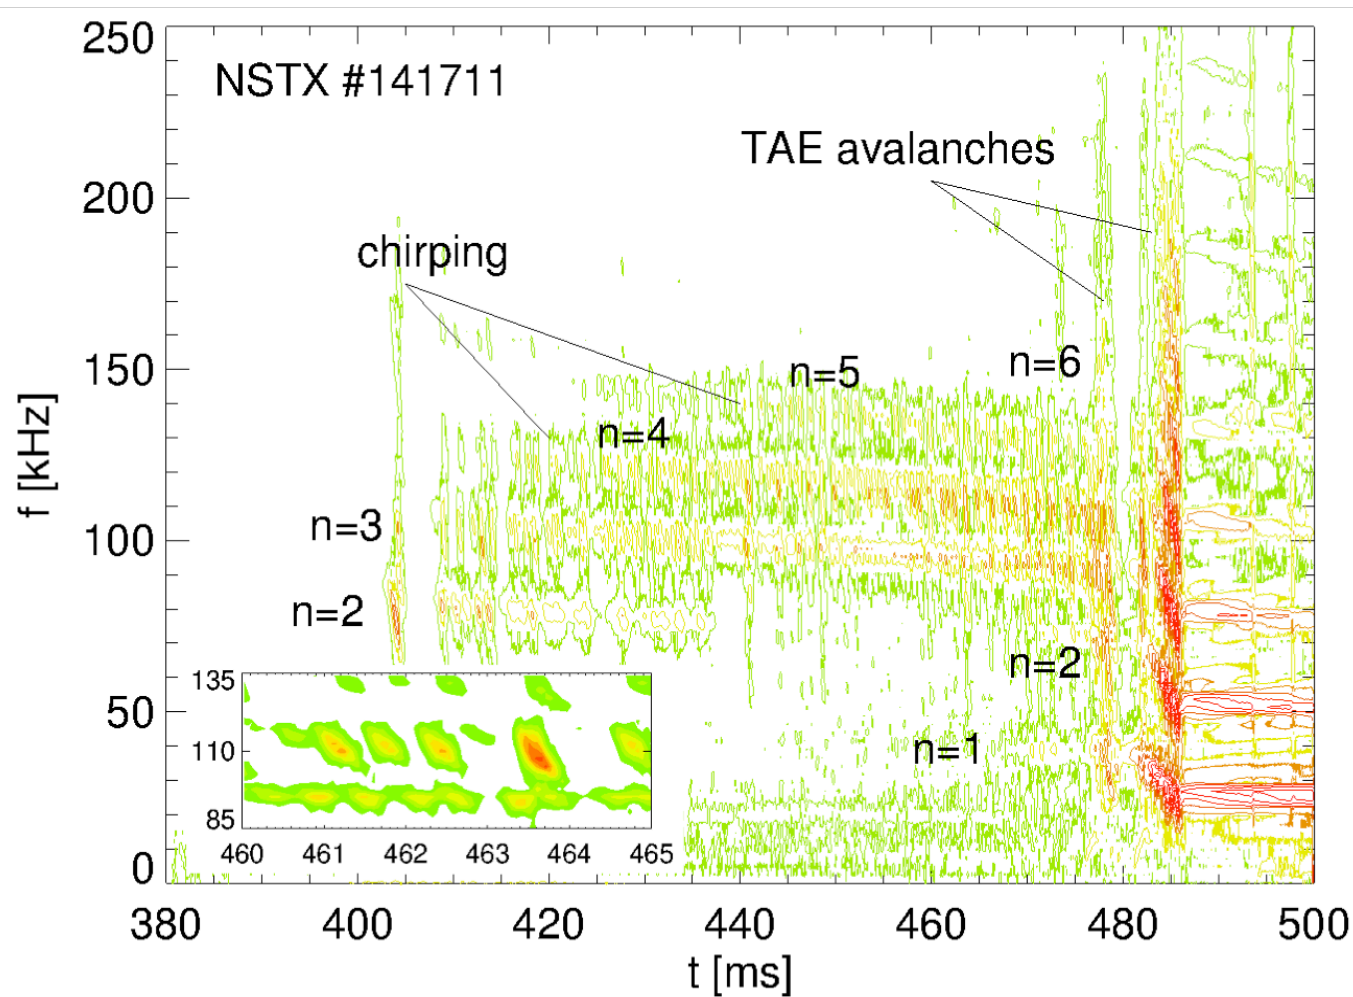 250
NSTX #141711
TAE avalanches
200
chirping
150
n=5
n=6
n=4
f [kHz]
n=3
100
n=2
n=2
135
50
n=1
110
85
0
460 461 462 463 464 465
380 400 420 440 460 480 500
t [ms]